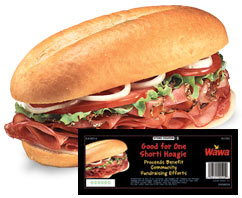 Good for One
Shorti Hoagie
Proceeds Benefit
Community
Fundraising Efforts
Wawa